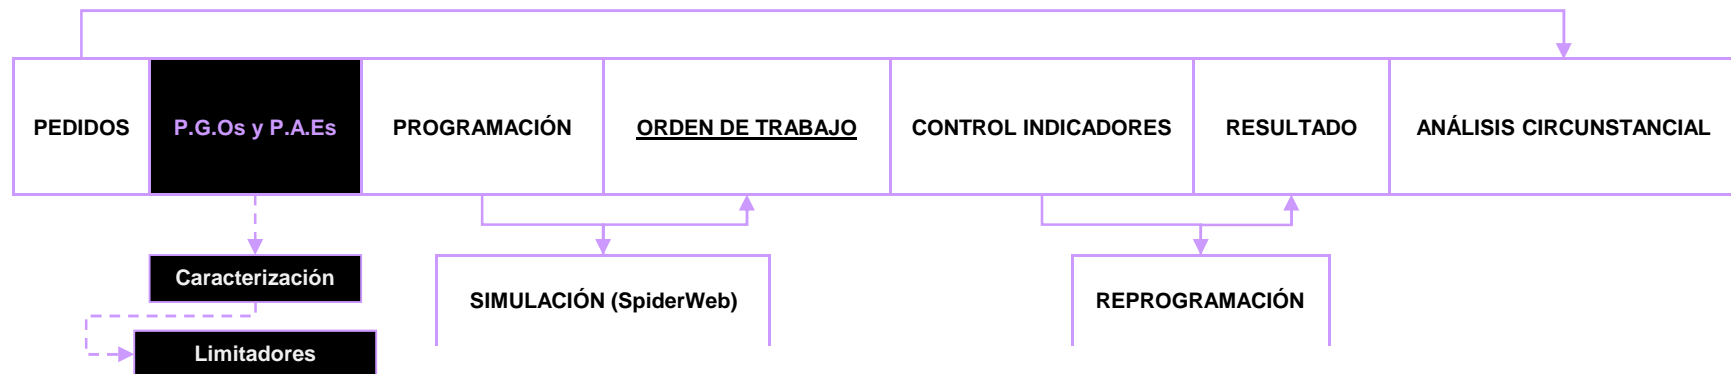 PEDIDOS
P.G.Os y P.A.Es
PROGRAMACIÓN
ORDEN DE TRABAJO
CONTROL INDICADORES
RESULTADO
ANÁLISIS CIRCUNSTANCIAL
Caracterización
SIMULACIÓN (SpiderWeb)
REPROGRAMACIÓN
Limitadores